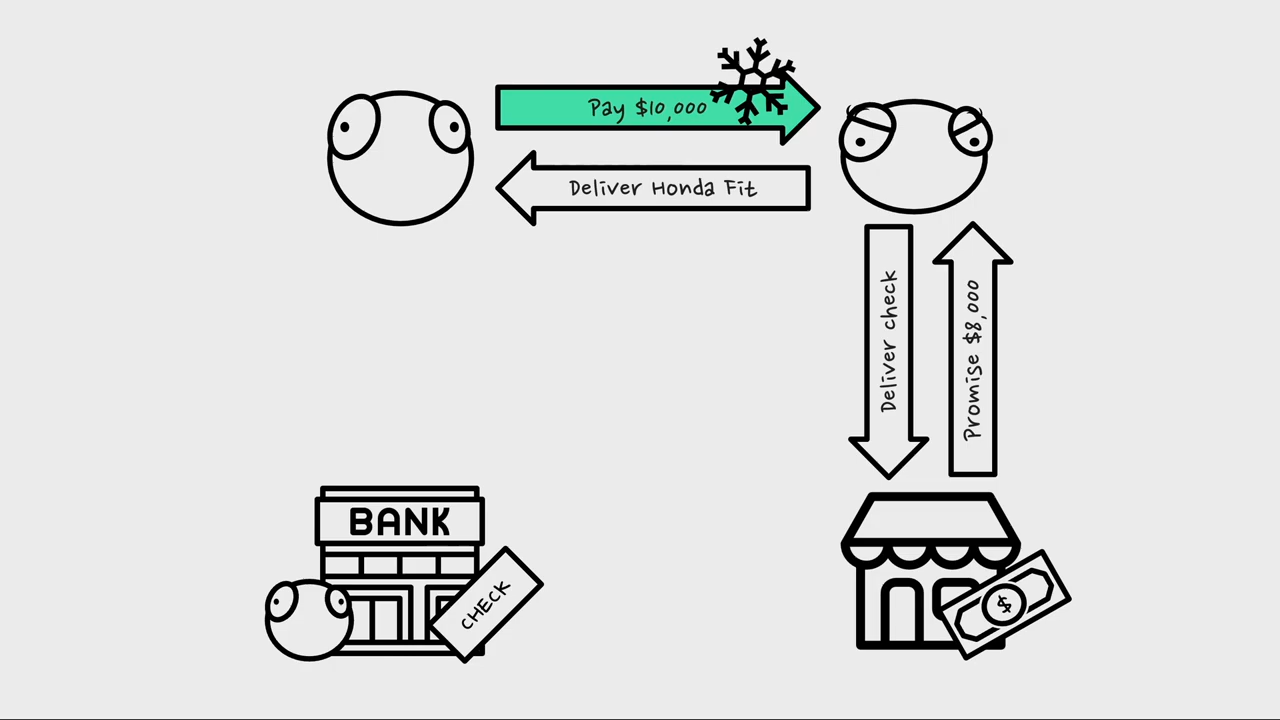 Pay $10,000
Deliver Honda Fit
Deliver check
Promise $8,000
BANK
CHECK
$